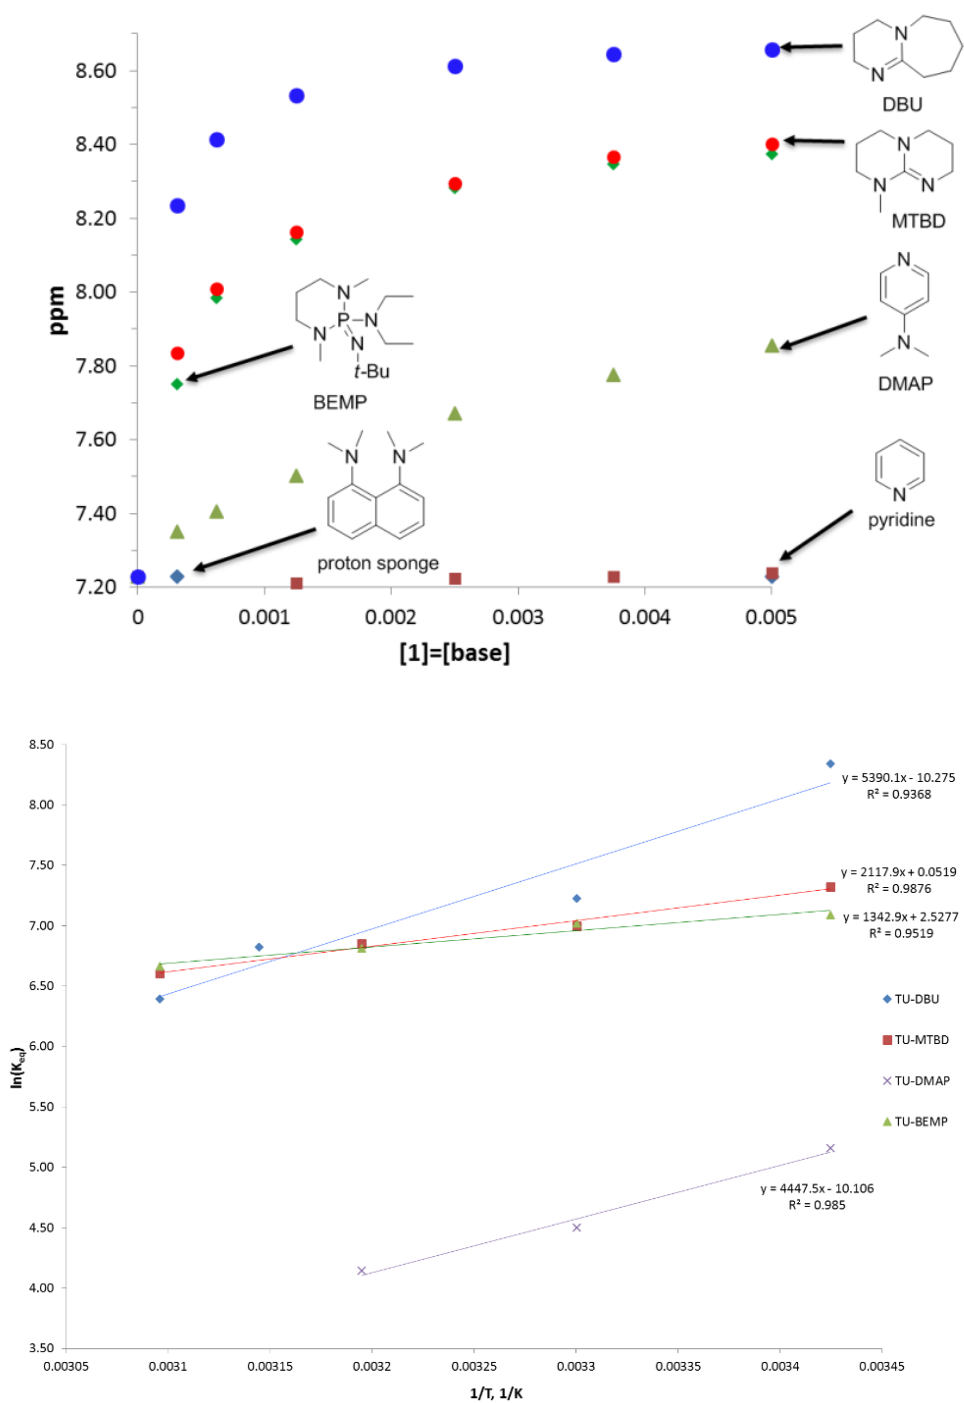 8.60
8.40
8.20
8.00
7.80
7.60
7.40
7.20
ppm
0
0.001
0.002
0.003
0.004
0.005
[1]=[base]
N
N
DBU
N
N
N
MTBD
N
N
DMAP
N
pyridine
N
P
N
N
N
t-Bu
BEMP
N
N
proton sponge
8.50
8.00
7.50
7.00
6.50
6.00
5.50
5.00
4.50
4.00
3.50
ln(Keq)
0.00305
0.0031
0.00315
0.0032
0.00325
0.0033
0.00335
0.0034
0.00345
1/T, 1/K
y = 5390.1x - 10.275
R² = 0.9368
y = 2117.9x + 0.0519
R² = 0.9876
y = 1342.9x + 2.5277
R² = 0.9519
TU-DBU
TU-MTBD
TU-DMAP
TU-BEMP
y = 4447.5x - 10.106
R² = 0.985